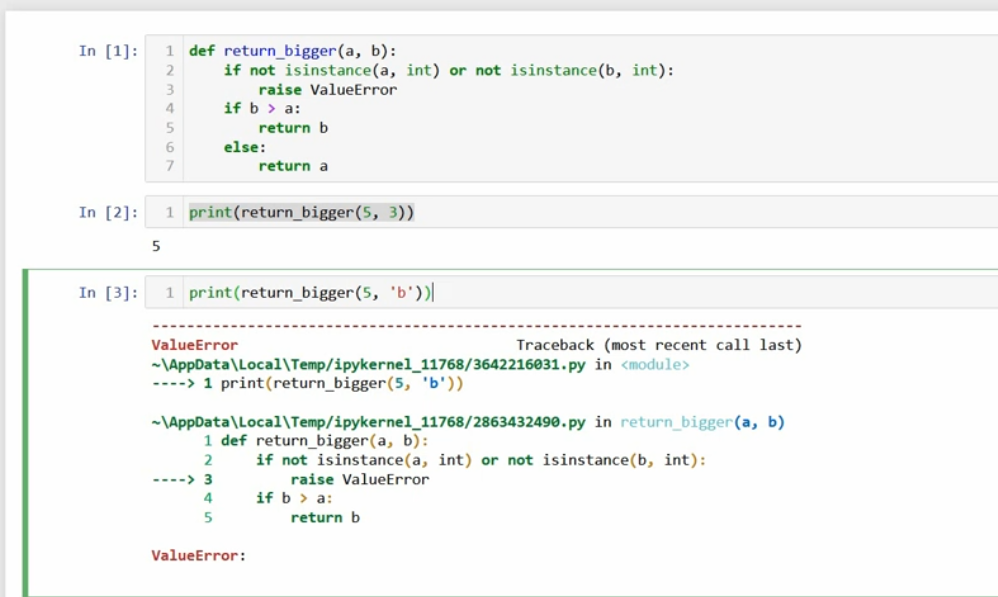 In [1]: 1 def return_bigger(a, b):
2     if not isinstance(a, int) or not isinstance(b, int):
3         raise ValueError
4     if b > a:
5         return b
6     else:
7         return a
In [2]: 1 print(return_bigger(5, 3))
5
In [3]: 1 print(return_bigger(5, 'b'))
---------------------------------------------------------------------------
ValueError                                Traceback (most recent call last)
~\AppData\Local\Temp/ipykernel_11768/3642216031.py in <module>
----> 1 print(return_bigger(5, 'b'))
~\AppData\Local\Temp/ipykernel_11768/2863432490.py in return_bigger(a, b)
      1 def return_bigger(a, b):
      2     if not isinstance(a, int) or not isinstance(b, int):
----> 3         raise ValueError
      4     if b > a:
      5         return b
ValueError: